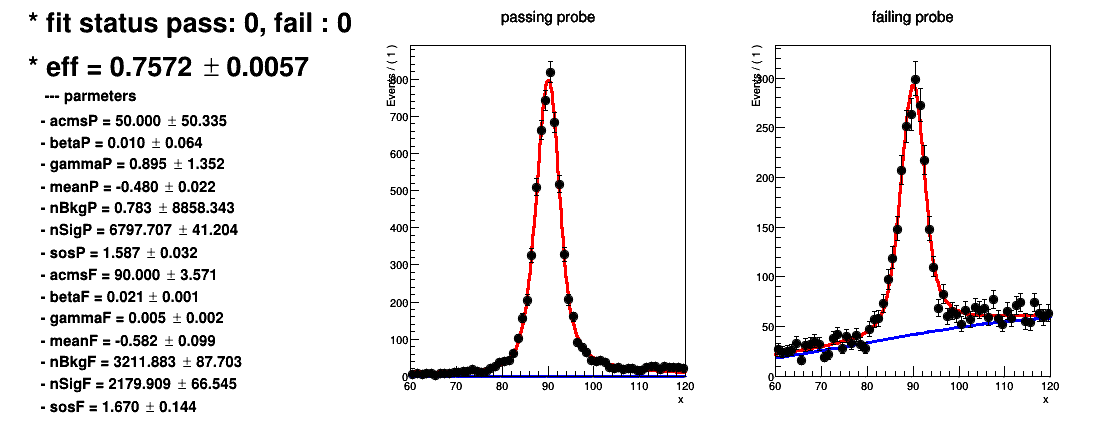 * fit status pass: 0, fail : 0
* eff = 0.7572 ± 0.0057
--- parmeters
- acmsP = 50.000 ± 50.335
- betaP = 0.010 ± 0.064
- gammaP = 0.895 ± 1.352
- meanP = -0.480 ± 0.022
- nBkgP = 0.783 ± 8858.343
- nSigP = 6797.707 ± 41.204
- sosP = 1.587 ± 0.032
- acmsF = 90.000 ± 3.571
- betaF = 0.021 ± 0.001
- gammaF = 0.005 ± 0.002
- meanF = -0.582 ± 0.099
- nBkgF = 3211.883 ± 87.703
- nSigF = 2179.909 ± 66.545
- sosF = 1.670 ± 0.144
passing probe
Events / ( 1 )
800
700
600
500
400
300
200
100
0
60 70 80 90 100 110 120
x
failing probe
Events / ( 1 )
300
250
200
150
100
50
0
60 70 80 90 100 110 120
x